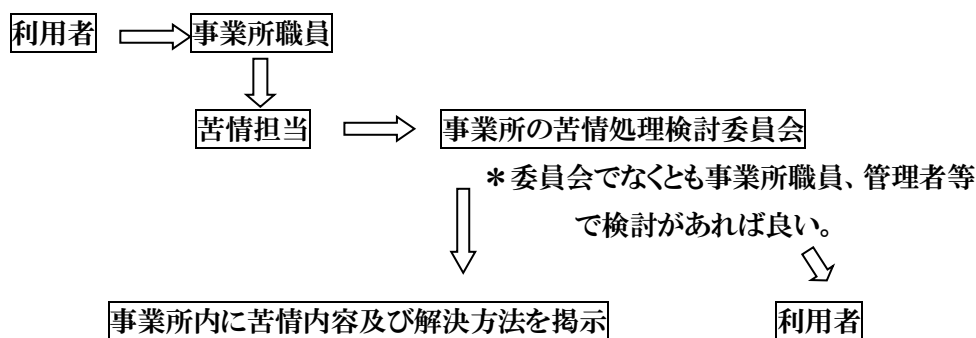 利用者 事業所職員
苦情担当 事業所の苦情処理検討委員会
＊委員会でなくとも事業所職員、管理者等
で検討があれば良い。
事業所内に苦情内容及び解決方法を掲示 利用者